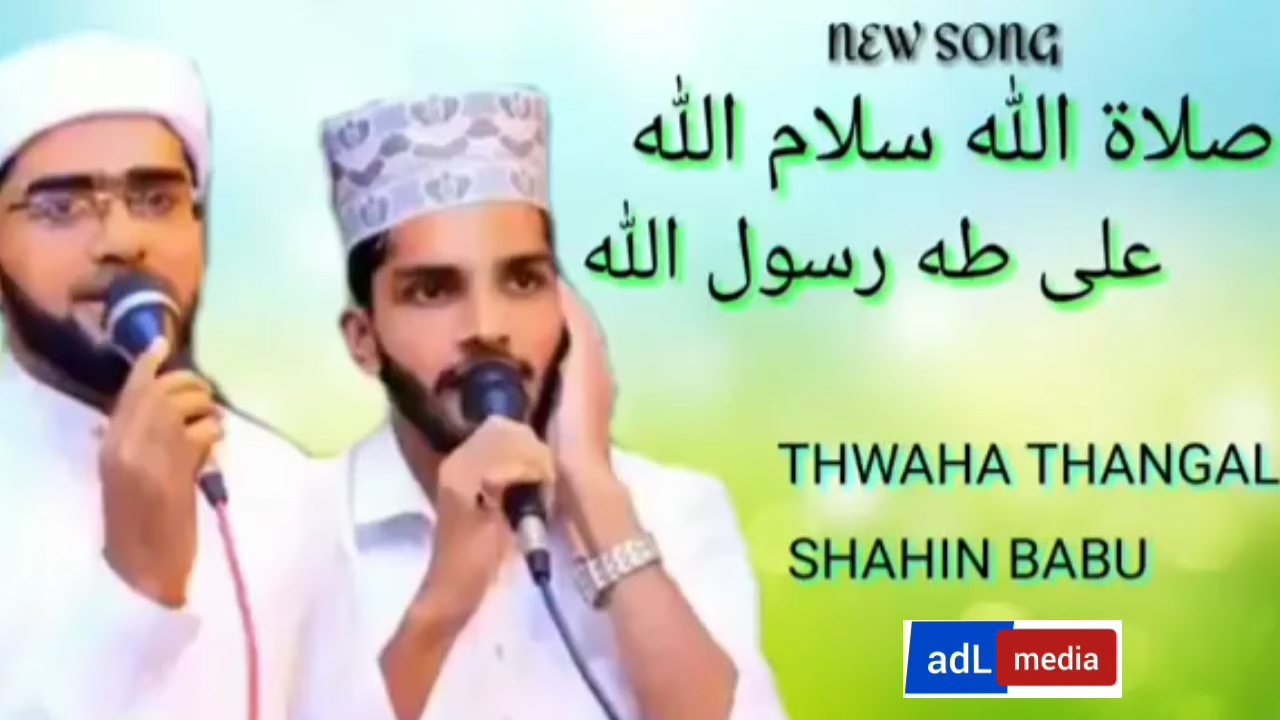 NEW SONG
صلاة الله سلام الله
على طه رسول الله
THWAHA THANGAL
SHAHIN BABU
adL media